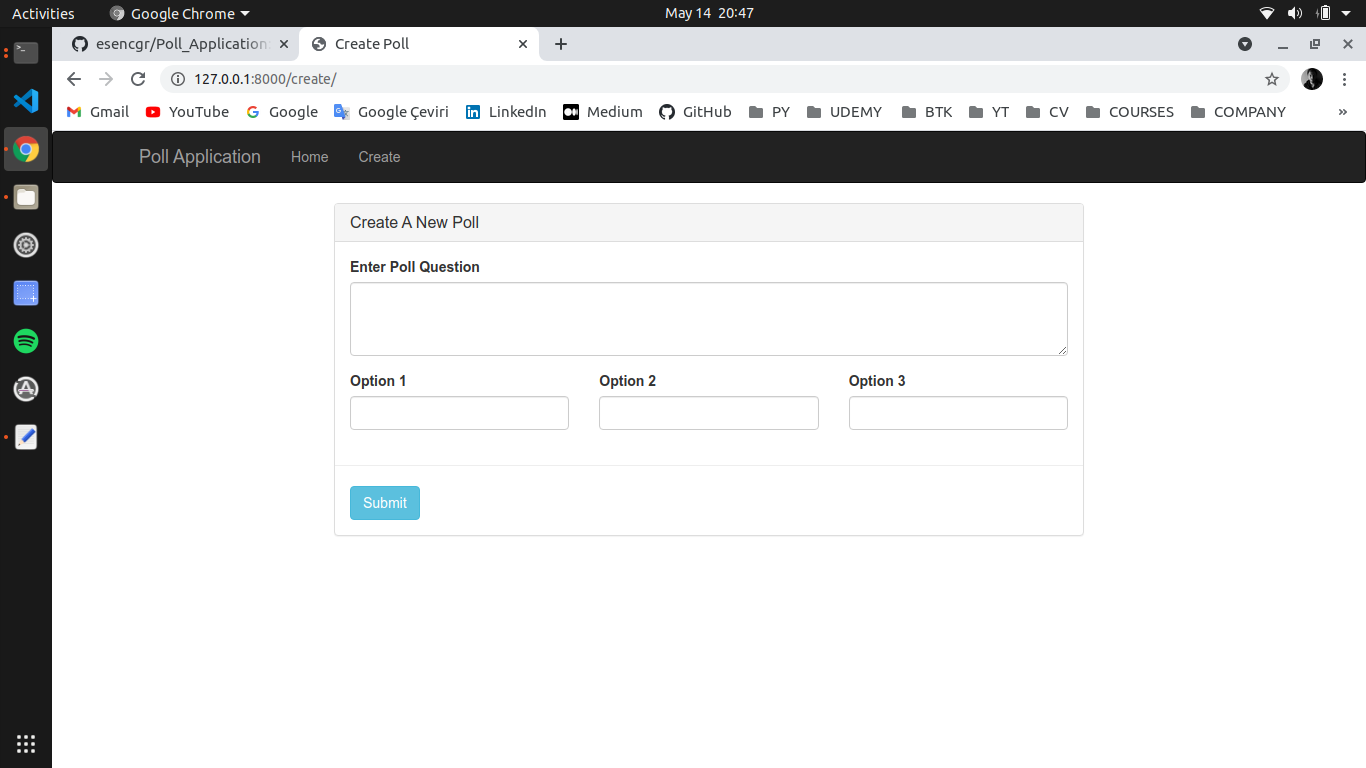 Activities Google Chrome May 14 20:47
esencgr/Poll_Application: Create Poll
127.0.0.1:8000/create/
Gmail YouTube Google Google Çeviri LinkedIn Medium GitHub PY UDEMY BTK YT CV COURSES COMPANY »
Poll Application Home Create
Create A New Poll
Enter Poll Question
Option 1 Option 2 Option 3
Submit